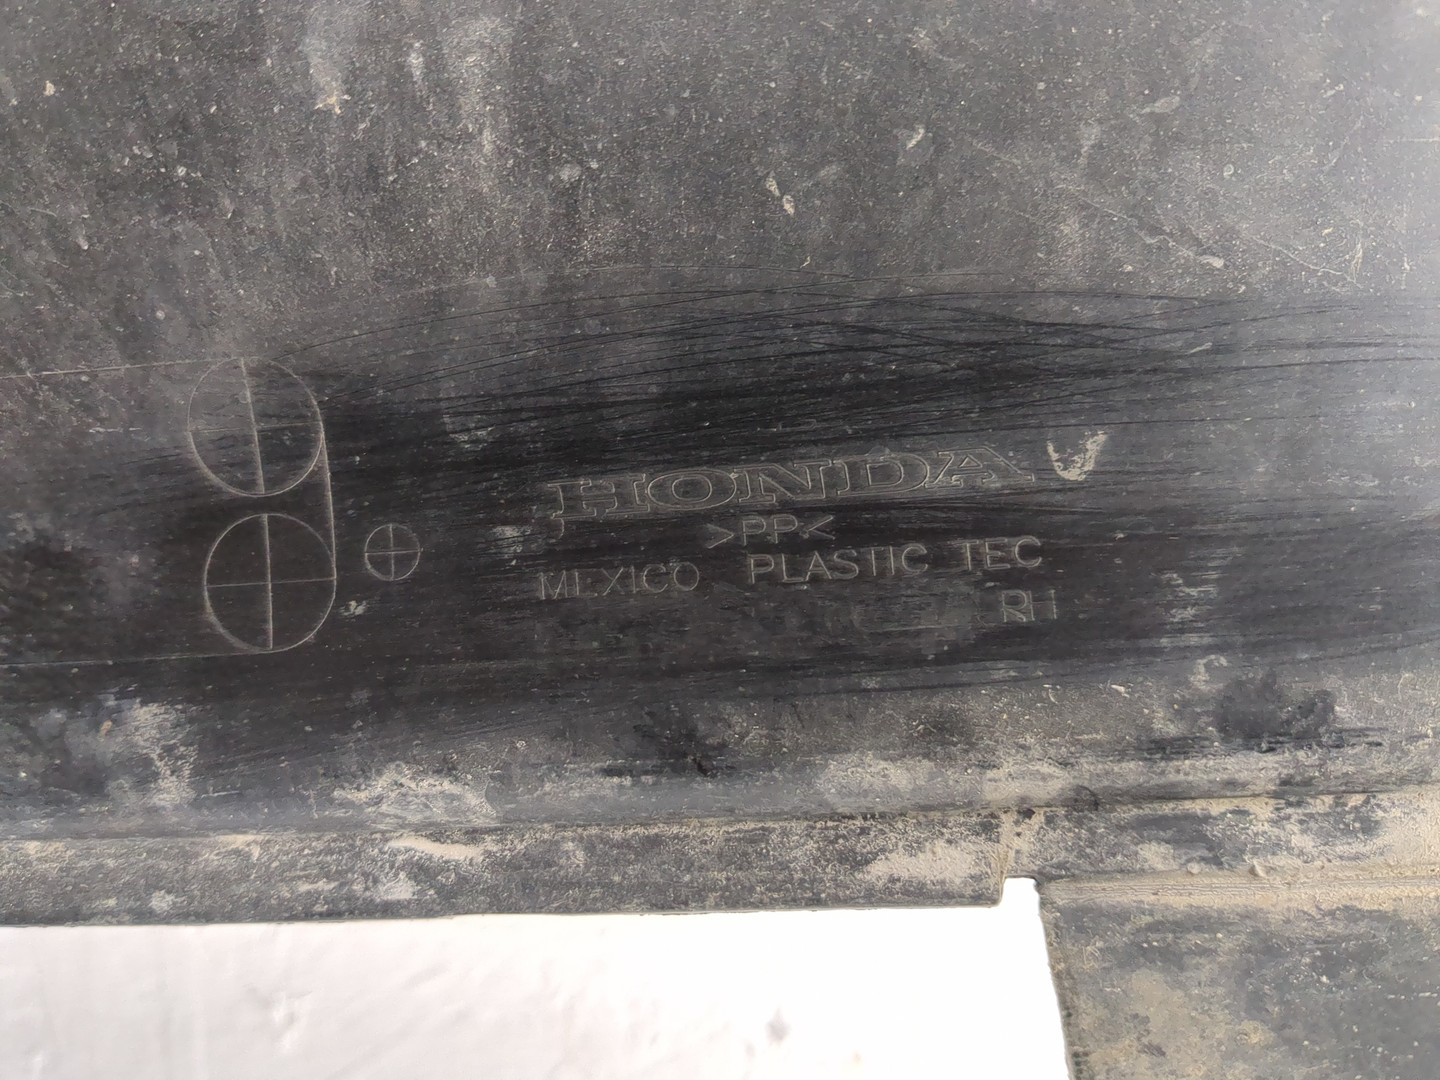 HONDA
>PP<
MEXICO PLASTIC TEC
RH